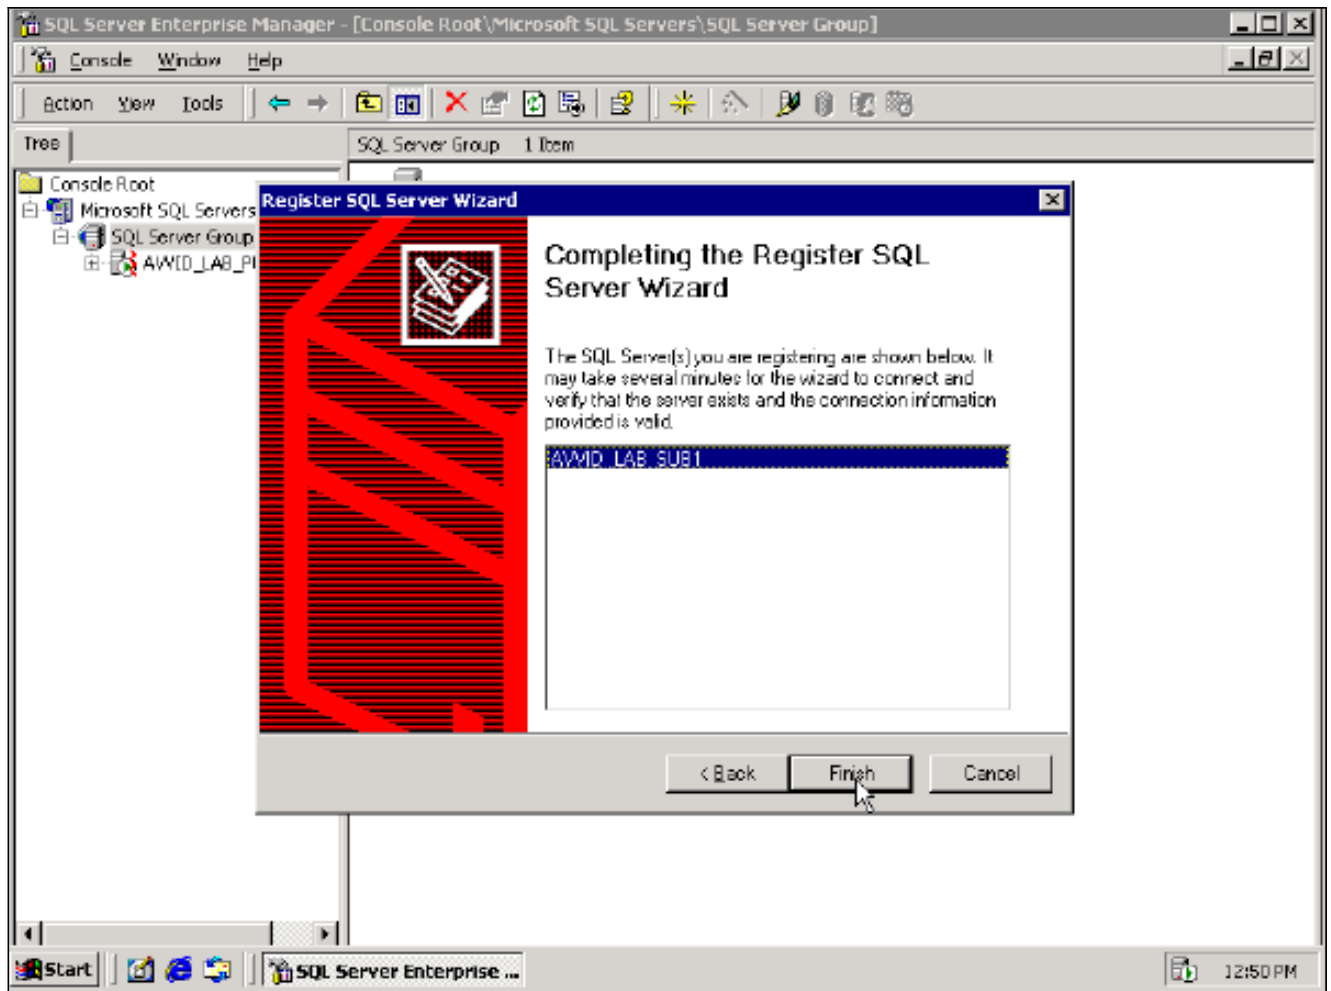 SQL Server Enterprise Manager - [Console Root\Microsoft SQL Servers\SQL Server Group]
Console Window Help
Action View Tools
Tree
SQL Server Group 1 Item
Console Root
Microsoft SQL Servers
SQL Server Group
AVVID_LAB_P
Register SQL Server Wizard
Completing the Register SQL
Server Wizard
The SQL Server(s) you are registering are shown below. It
may take several minutes for the wizard to connect and
verify that the server exists and the connection information
provided is valid.
AVVID_LAB_SUB1
< Back Finish Cancel
Start SQL Server Enterprise ... 12:50 PM